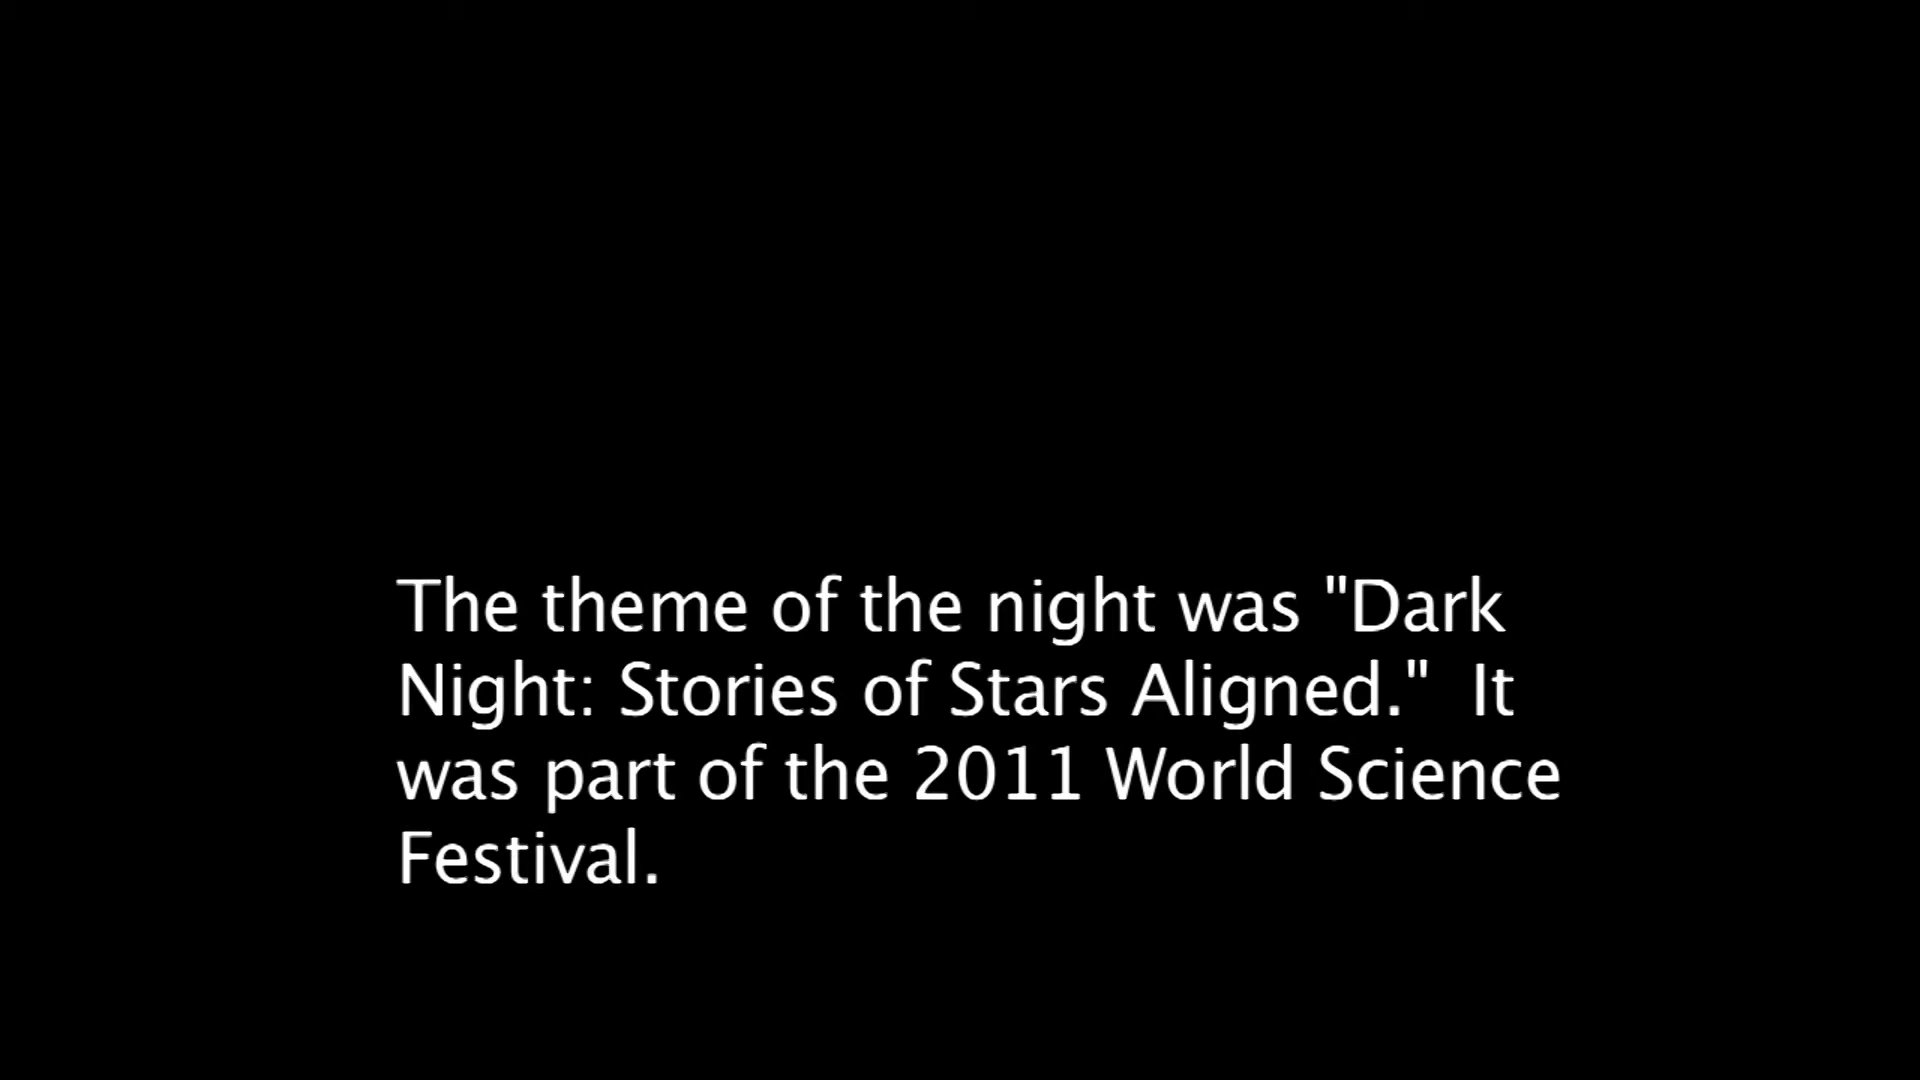 The theme of the night was "Dark
Night: Stories of Stars Aligned."  It
was part of the 2011 World Science
Festival.